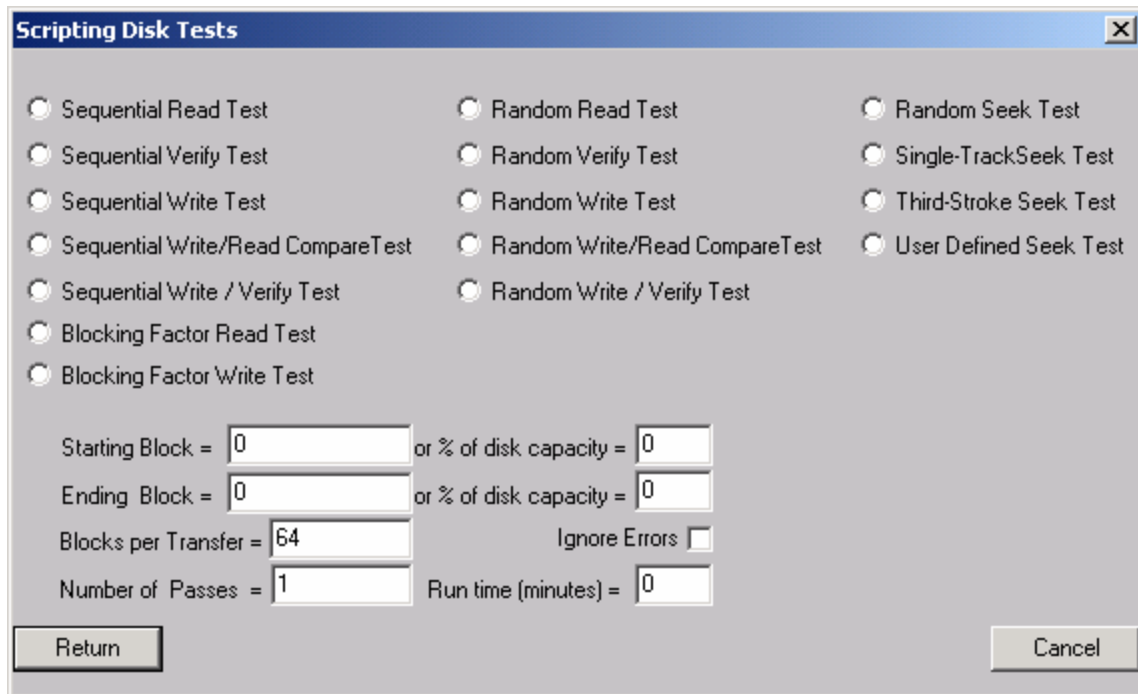 Scripting Disk Tests
Sequential Read Test Random Read Test Random Seek Test
Sequential Verify Test Random Verify Test Single-TrackSeek Test
Sequential Write Test Random Write Test Third-Stroke Seek Test
Sequential Write/Read CompareTest Random Write/Read CompareTest User Defined Seek Test
Sequential Write / Verify Test Random Write / Verify Test
Blocking Factor Read Test
Blocking Factor Write Test
Starting Block = 0 or % of disk capacity = 0
Ending Block = 0 or % of disk capacity = 0
Blocks per Transfer = 64 Ignore Errors
Number of Passes = 1 Run time (minutes) = 0
Return Cancel